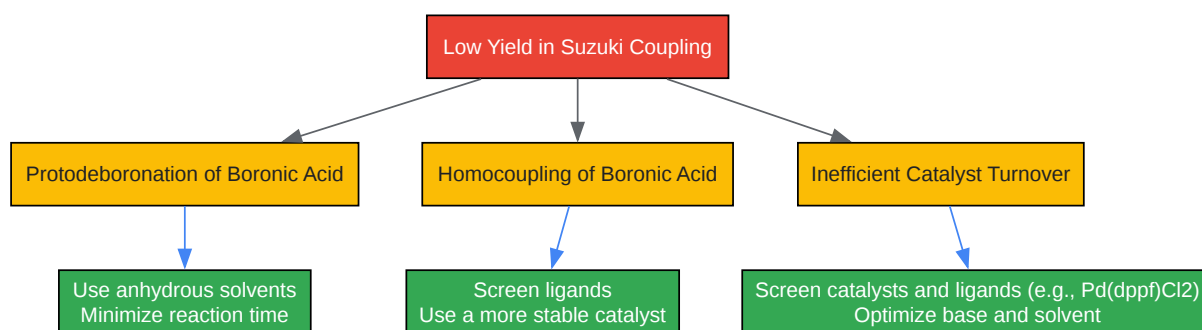 Low Yield in Suzuki Coupling
Protodeboronation of Boronic Acid
Homocoupling of Boronic Acid
Inefficient Catalyst Turnover
Use anhydrous solvents
Minimize reaction time
Screen ligands
Use a more stable catalyst
Screen catalysts and ligands (e.g., Pd(dppf)Cl2)
Optimize base and solvent